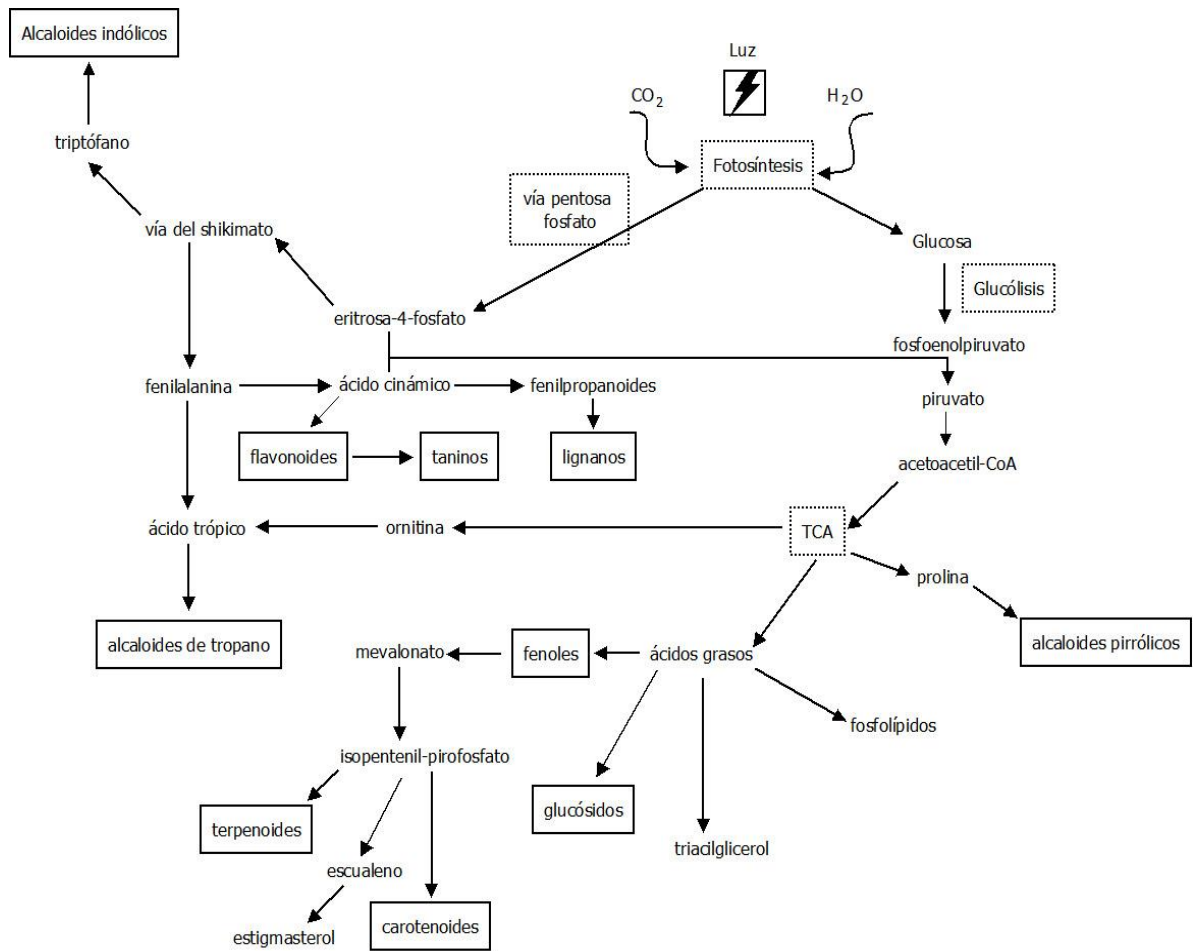 Alcaloides indólicos
Luz
CO2
H2O
triptófano
Fotosíntesis
vía pentosa
fosfato
vía del shikimato
Glucosa
Glucólisis
eritrosa-4-fosfato
fosfoenolpiruvato
fenilalanina
ácido cinámico
fenilpropanoides
piruvato
flavonoides
taninos
lignanos
acetoacetil-CoA
ácido trópico
ornitina
TCA
prolina
alcaloides de tropano
mevalonato
fenoles
ácidos grasos
alcaloides pirrólicos
fosfolípidos
isopentenil-pirofosfato
terpenoides
glucósidos
triacilglicerol
escualeno
estigmasterol
carotenoides